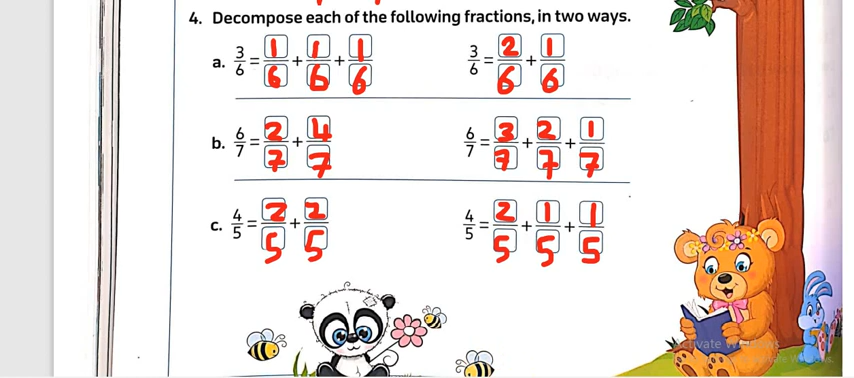 4. Decompose each of the following fractions, in two ways.
a. 3/6 = 1/6 + 1/6 + 1/6    3/6 = 2/6 + 1/6
b. 6/7 = 2/7 + 4/7    6/7 = 3/7 + 2/7 + 1/7
c. 4/5 = 2/5 + 2/5    4/5 = 2/5 + 1/5 + 1/5